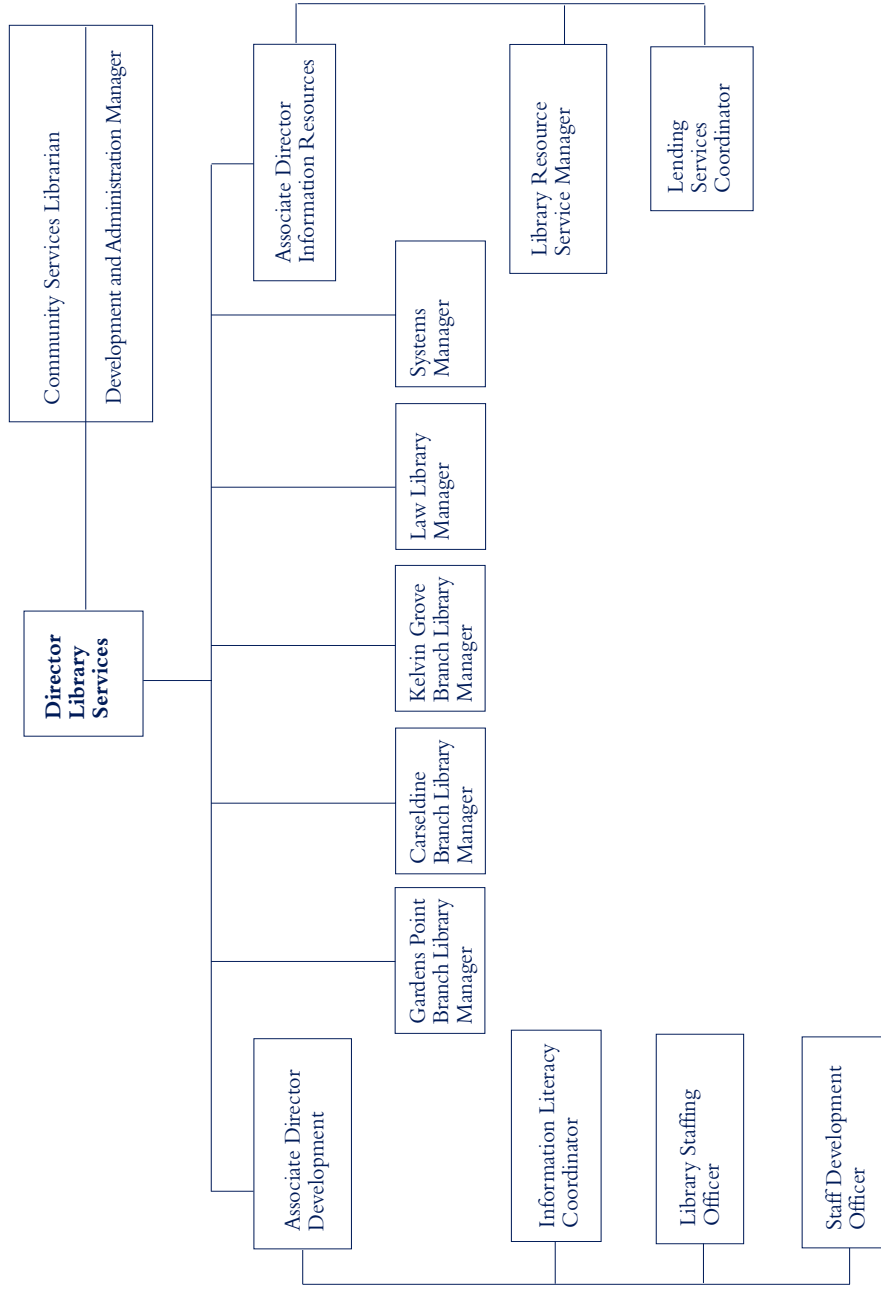 Community Services Librarian
Development and Administration Manager
Director
Library
Services
Associate Director
Development
Associate Director
Information Resources
Gardens Point
Branch Library
Manager
Carseldine
Branch Library
Manager
Kelvin Grove
Branch Library
Manager
Law Library
Manager
Systems
Manager
Information Literacy
Coordinator
Library Resource
Service Manager
Library Staffing
Officer
Lending
Services
Coordinator
Staff Development
Officer